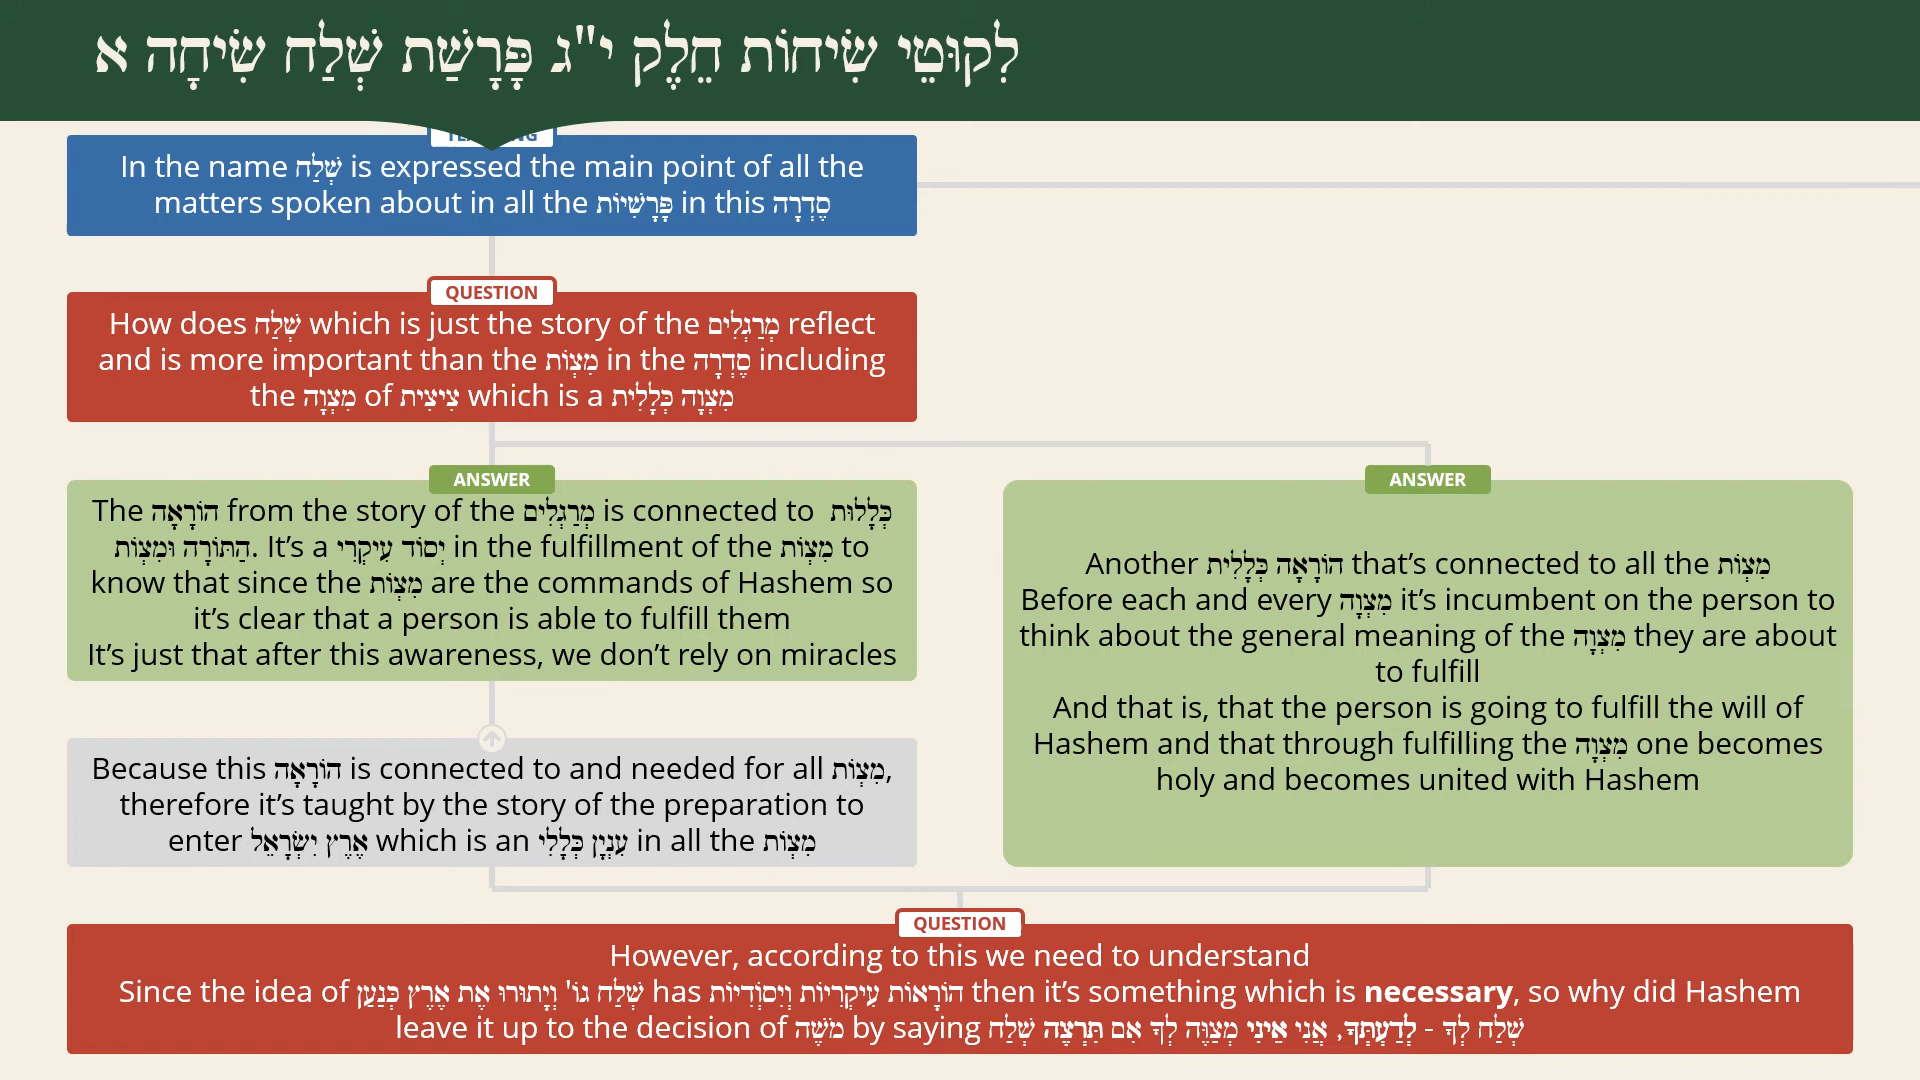 לִקוּטֵי שִׂיחוֹת חֵלֶק י"ג פָּרָשַׁת שְׁלַח שִׂיחָה א
In the name שְׁלַח is expressed the main point of all the
matters spoken about in all the פָּרָשִׁיּוֹת in this סֶדְרָה
QUESTION
How does שְׁלַח which is just the story of the מְרַגְּלִים reflect
and is more important than the מִצְוֹת in the סֶדְרָה including
the מִצְוָה of צִיצִית which is a מִצְוָה כְּלָלִית
ANSWER
The הוֹרָאָה from the story of the מְרַגְּלִים is connected to כְּלָלוּת
הַתּוֹרָה וּמִצְוֹת. It’s a יְסוֹד עִיקְרִי in the fulfillment of the מִצְוֹת to
know that since the מִצְוֹת are the commands of Hashem so
it’s clear that a person is able to fulfill them
It’s just that after this awareness, we don’t rely on miracles
Because this הוֹרָאָה is connected to and needed for all מִצְוֹת,
therefore it’s taught by the story of the preparation to
enter אֶרֶץ יִשְׂרָאֵל which is an עִנְיָן כְּלָלִי in all the מִצְוֹת
ANSWER
Another הוֹרָאָה כְּלָלִית that’s connected to all the מִצְוֹת
Before each and every מִצְוָה it’s incumbent on the person to
think about the general meaning of the מִצְוָה they are about
to fulfill
And that is, that the person is going to fulfill the will of
Hashem and that through fulfilling the מִצְוָה one becomes
holy and becomes united with Hashem
QUESTION
However, according to this we need to understand
Since the idea of שְׁלַח גוֹ' וְיָתוּרוּ אֶת אֶרֶץ כְּנַעַן has הוֹרָאוֹת עִיקְרִיּוֹת וְיִסוֹדִיּוֹת then it’s something which is necessary, so why did Hashem
leave it up to the decision of מֹשֶׁה by saying שְׁלַח לְךָ - לְדַעְתְּךָ, אֲנִי אֵינִי מְצַוֶּה לְךָ אִם תִּרְצֶה שְׁלַח